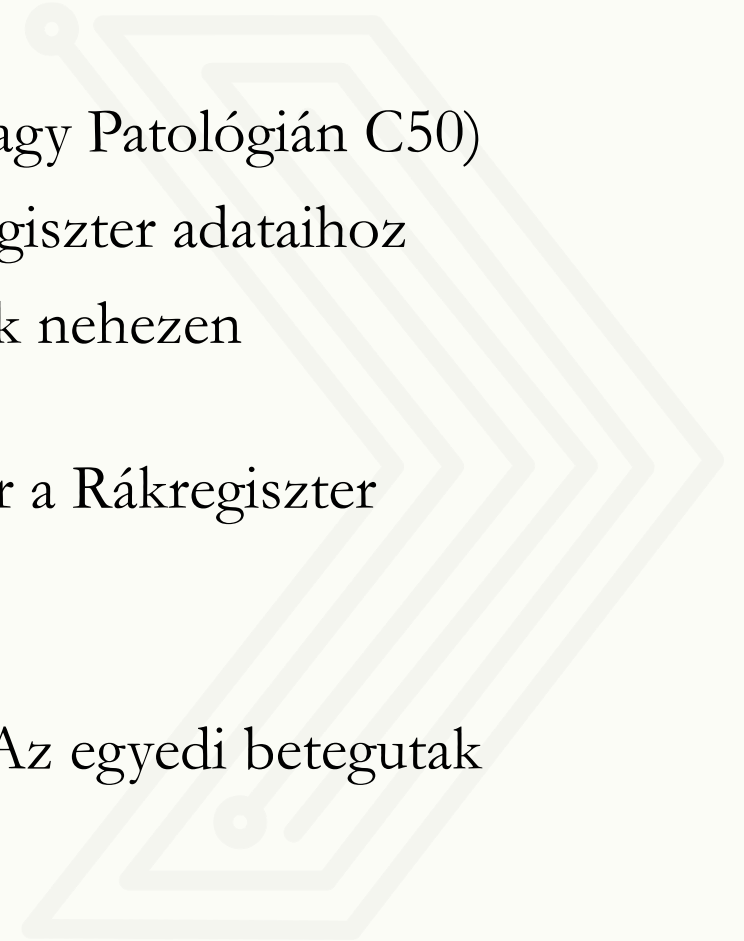 agy Patológián C50)
giszter adataihoz
k nehezen
r a Rákregiszter
Az egyedi betegutak